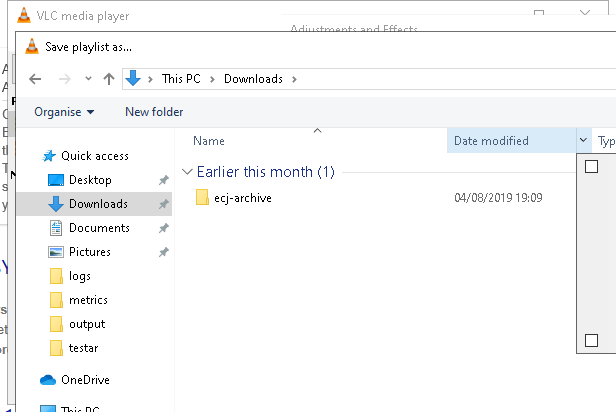 VLC media player
Adjustments and Effects
Save playlist as...
This PC
Downloads
Organise
New folder
Name
Date modified
Typ
Quick access
Earlier this month (1)
Desktop
ecj-archive
04/08/2019 19:09
Downloads
Documents
Pictures
logs
metrics
output
testar
OneDrive
This PC